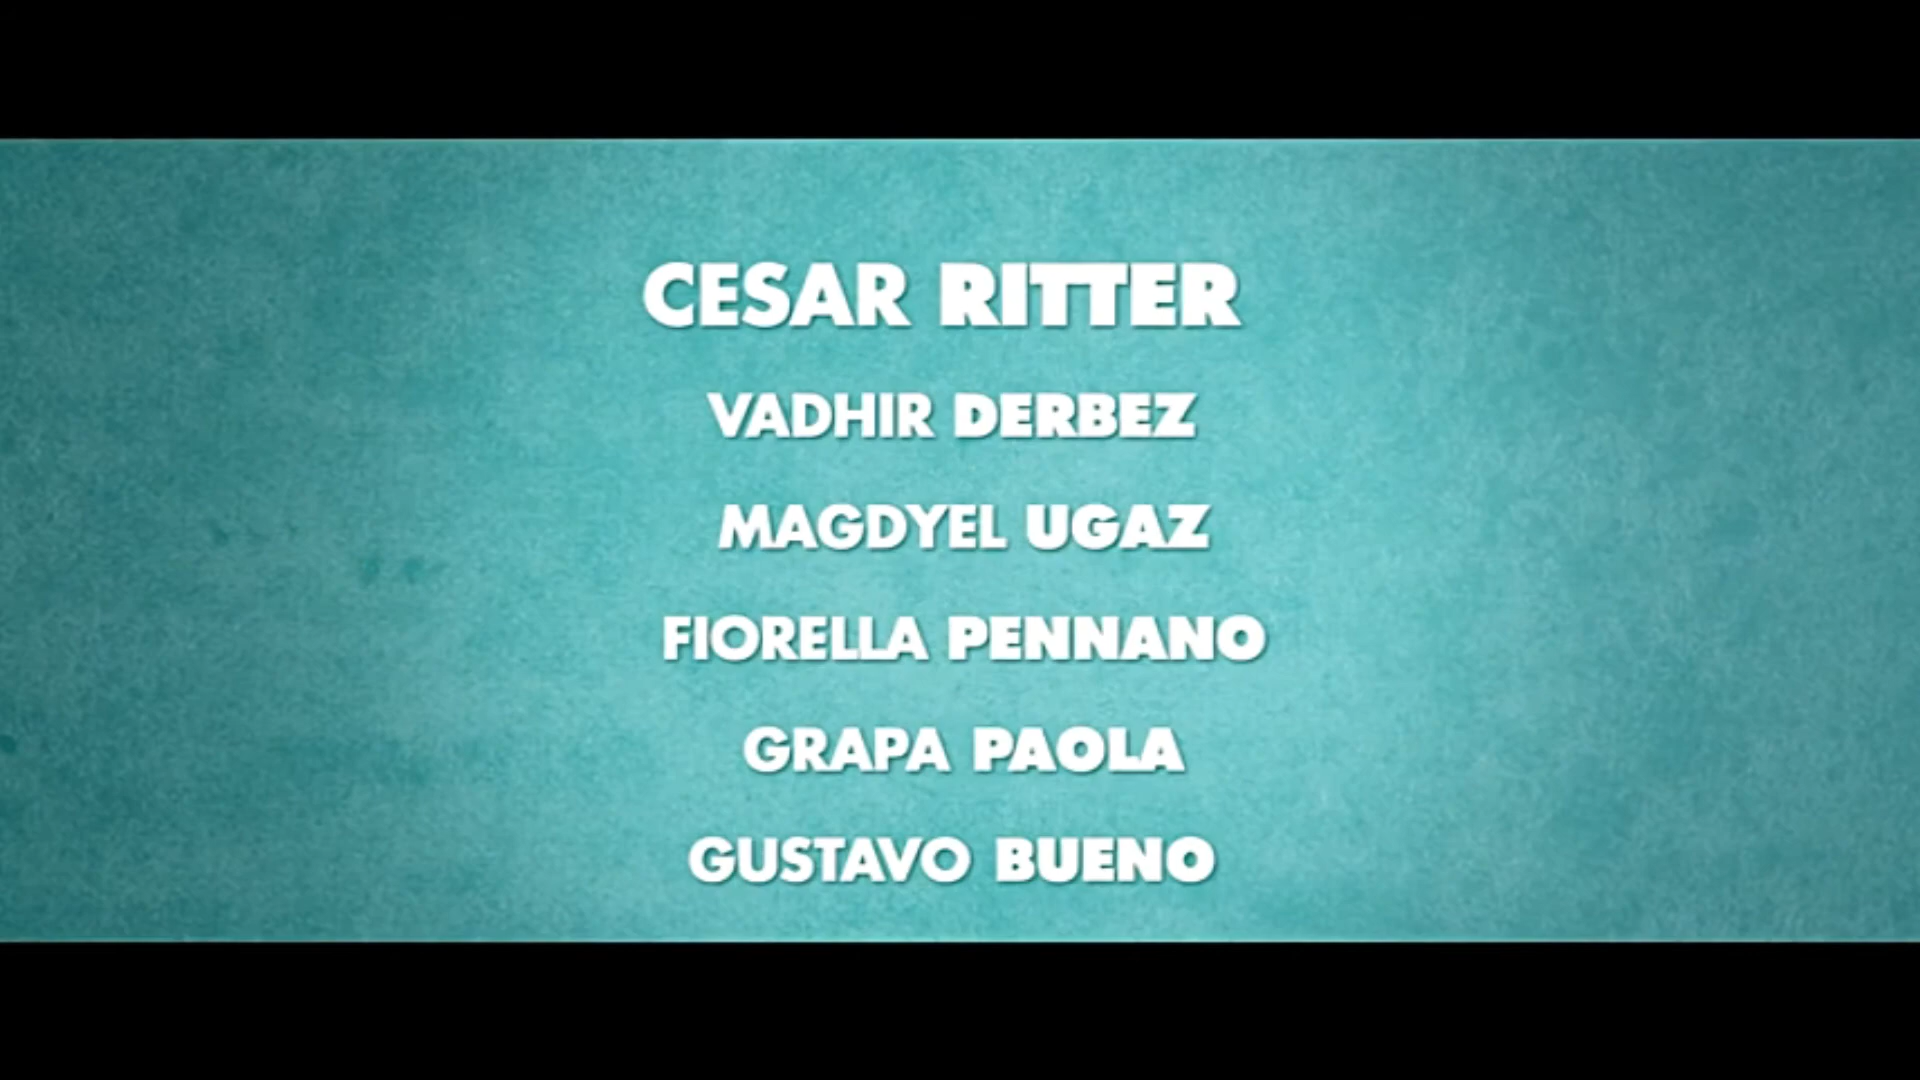 CESAR RITTER
VADHIR DERBEZ
MAGDYEL UGAZ
FIORELLA PENNANO
GRAPA PAOLA
GUSTAVO BUENO